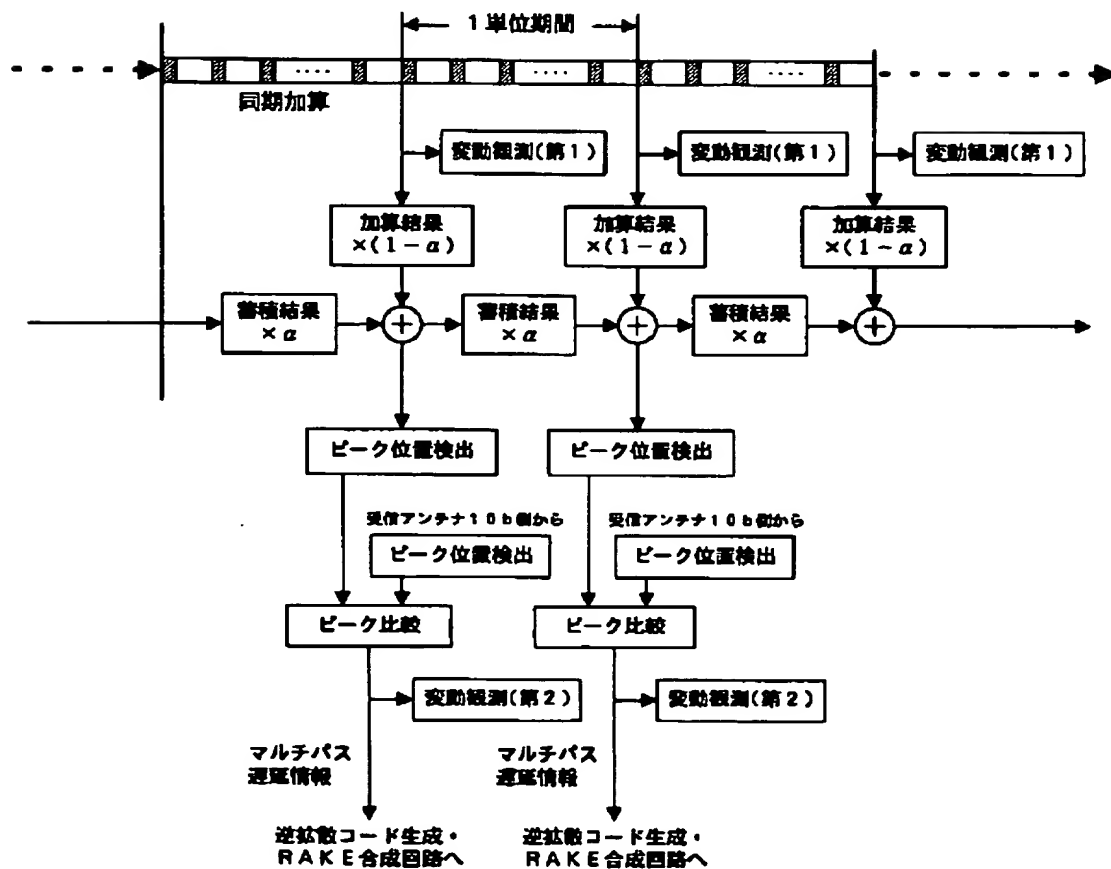 １単位期間
････ ････ ････
同期加算
変動観測(第１) 変動観測(第１) 変動観測(第１)
加算結果 加算結果 加算結果
×(１－α) ×(１－α) ×(１－α)
蓄積結果 蓄積結果 蓄積結果
×α ×α ×α
+ + +
ピーク位置検出 ピーク位置検出
受信アンテナ１０ｂ側から 受信アンテナ１０ｂ側から
ピーク位置検出 ピーク位置検出
ピーク比較 ピーク比較
変動観測(第２) 変動観測(第２)
マルチパス マルチパス
遅延情報 遅延情報
逆拡散コード生成・ 逆拡散コード生成・
ＲＡＫＥ合成回路へ ＲＡＫＥ合成回路へ